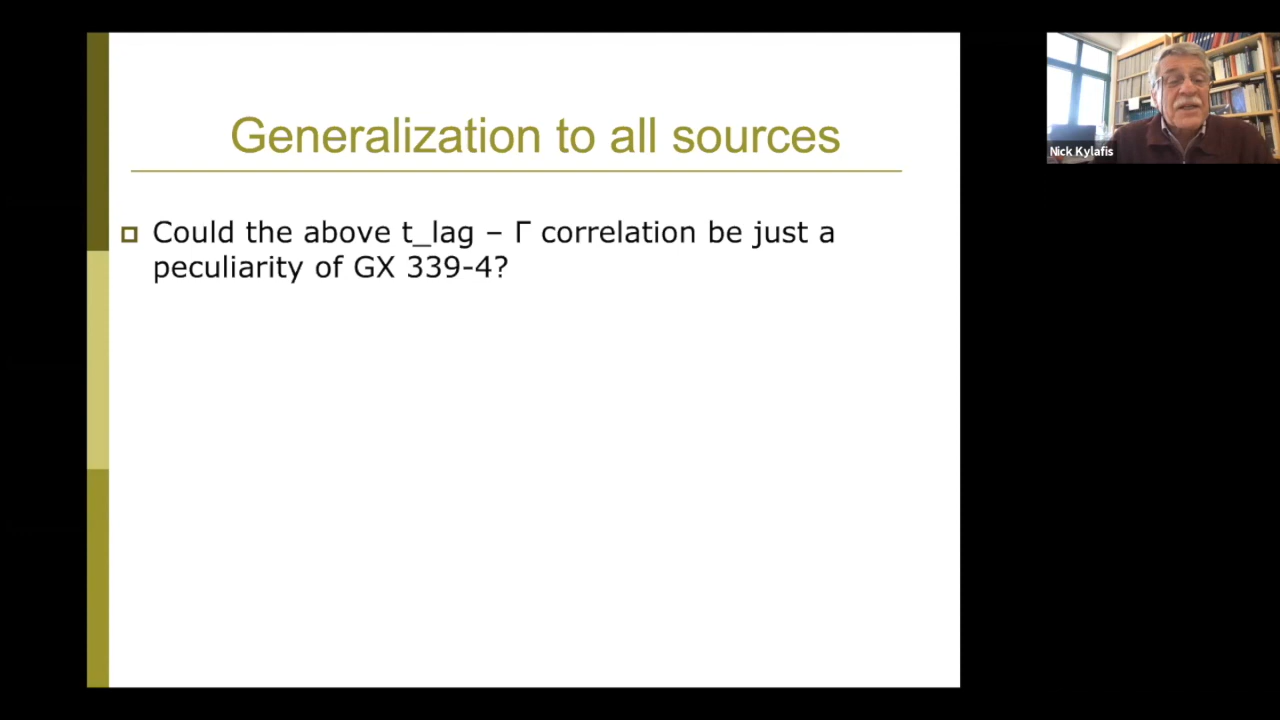 Generalization to all sources
Could the above t_lag – Γ correlation be just a
peculiarity of GX 339-4?
Nick Kylafis